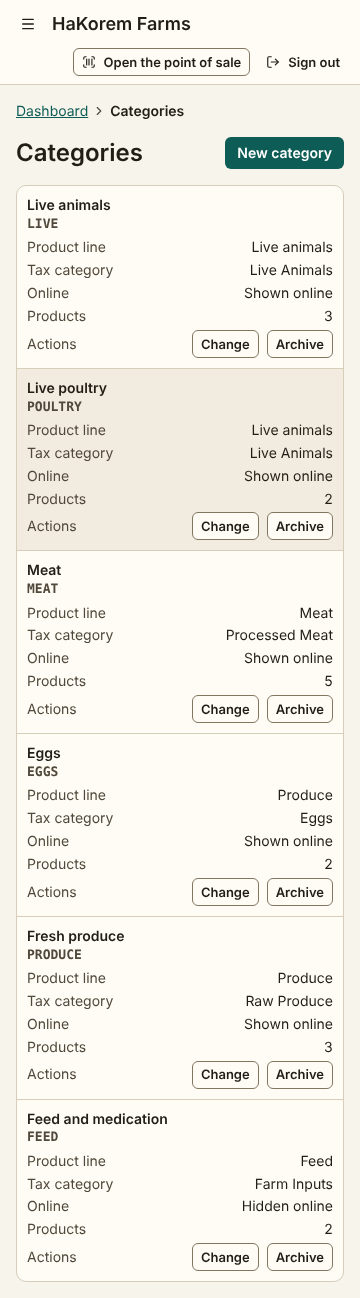 HaKorem Farms
Open the point of sale
Sign out
Dashboard > Categories
Categories
New category
Live animals
LIVE
Product line Live animals
Tax category Live Animals
Online Shown online
Products 3
Actions Change Archive
Live poultry
POULTRY
Product line Live animals
Tax category Live Animals
Online Shown online
Products 2
Actions Change Archive
Meat
MEAT
Product line Meat
Tax category Processed Meat
Online Shown online
Products 5
Actions Change Archive
Eggs
EGGS
Product line Produce
Tax category Eggs
Online Shown online
Products 2
Actions Change Archive
Fresh produce
PRODUCE
Product line Produce
Tax category Raw Produce
Online Shown online
Products 3
Actions Change Archive
Feed and medication
FEED
Product line Feed
Tax category Farm Inputs
Online Hidden online
Products 2
Actions Change Archive